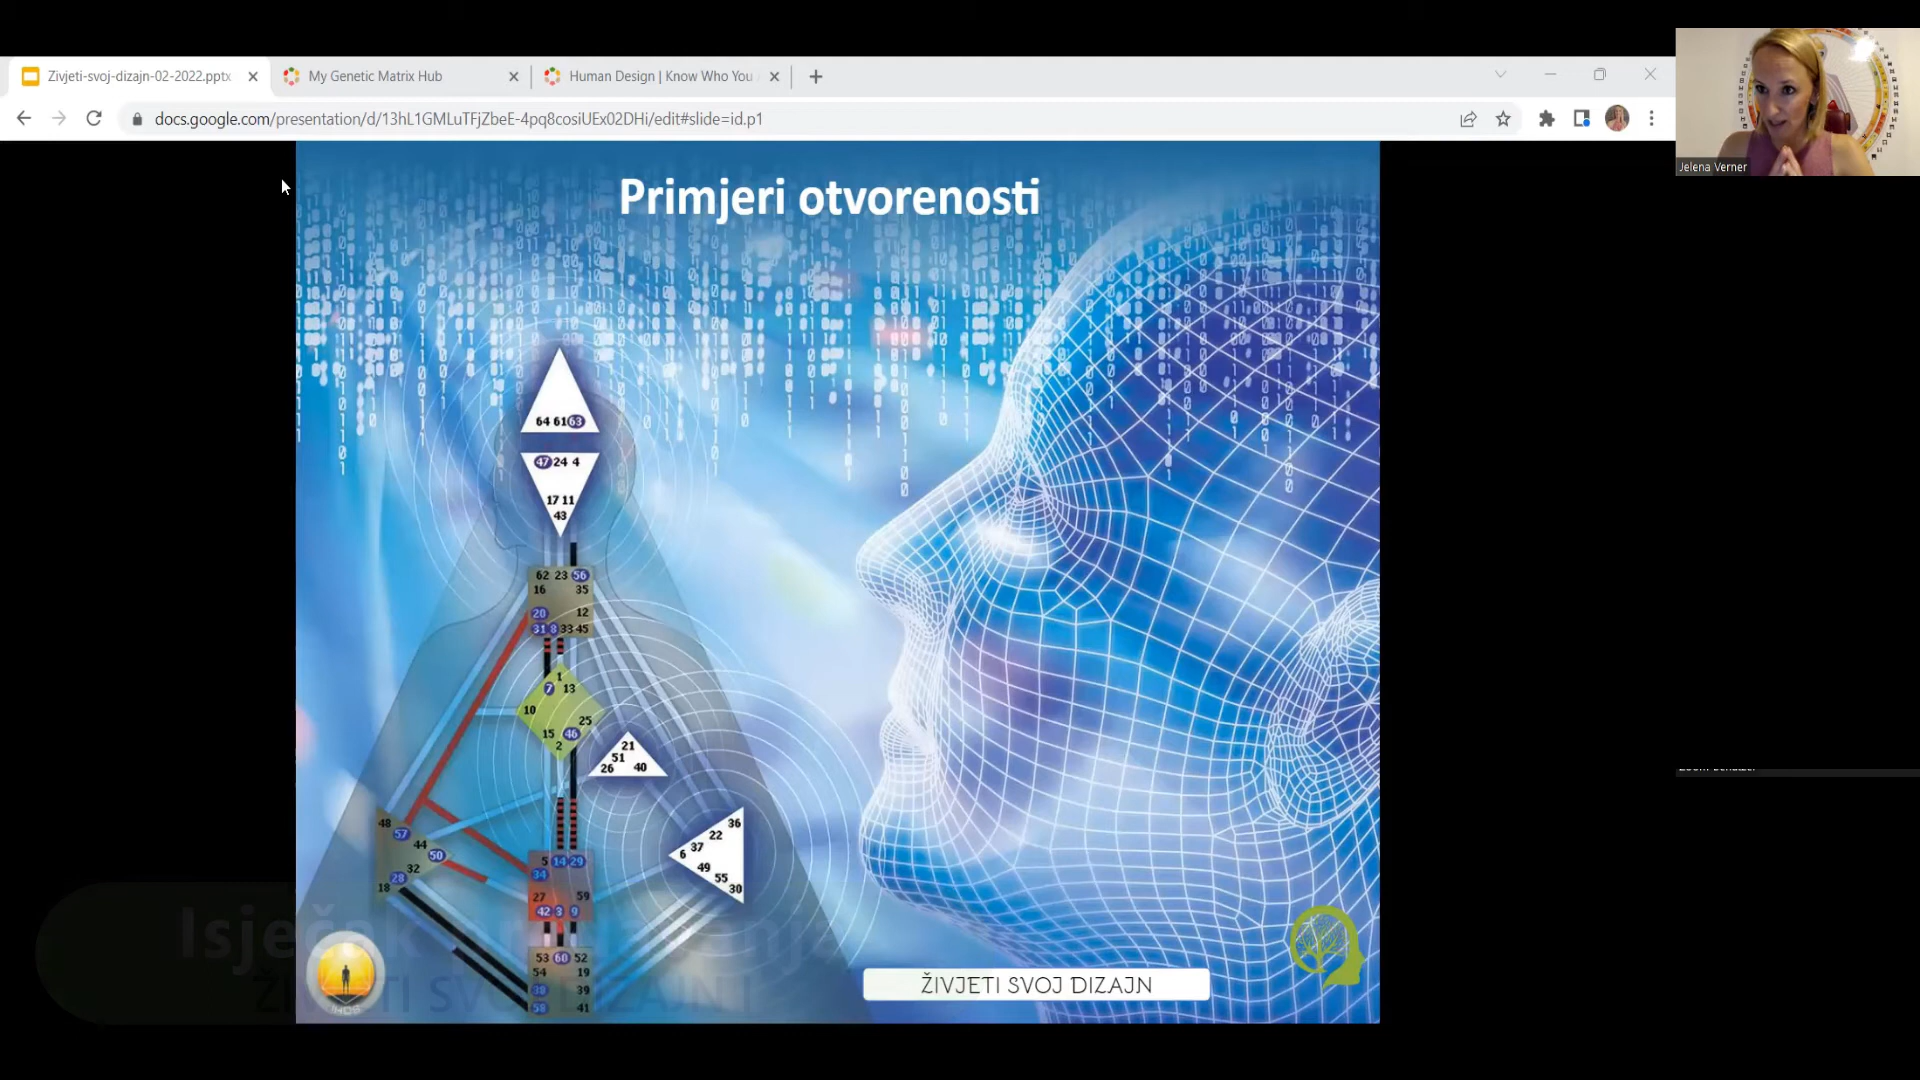 Zivjeti-svoj-dizajn-02-2022.pptx
My Genetic Matrix Hub
Human Design | Know Who You
docs.google.com/presentation/d/13hL1GMLuTFjZbeE-4pq8cosiUEx02DHi/edit#slide=id.p1
Jelena Verner
Primjeri otvorenosti
64 61 63
47 24 4
17 11
43
62 23 56
16 35
20 12
31 8 33 45
1
7 13
10
25
15 46
2
21
51
26 40
48
57
44
50
32
28
18
36
22
37
6
49
55
30
5 14 29
34
27 59
42 3 9
53 60 52
54 19
38 39
58 41
Isječak
ŽIVJETI SVOJ DIZAJN I
IHDS
ŽIVJETI SVOJ DIZAJN